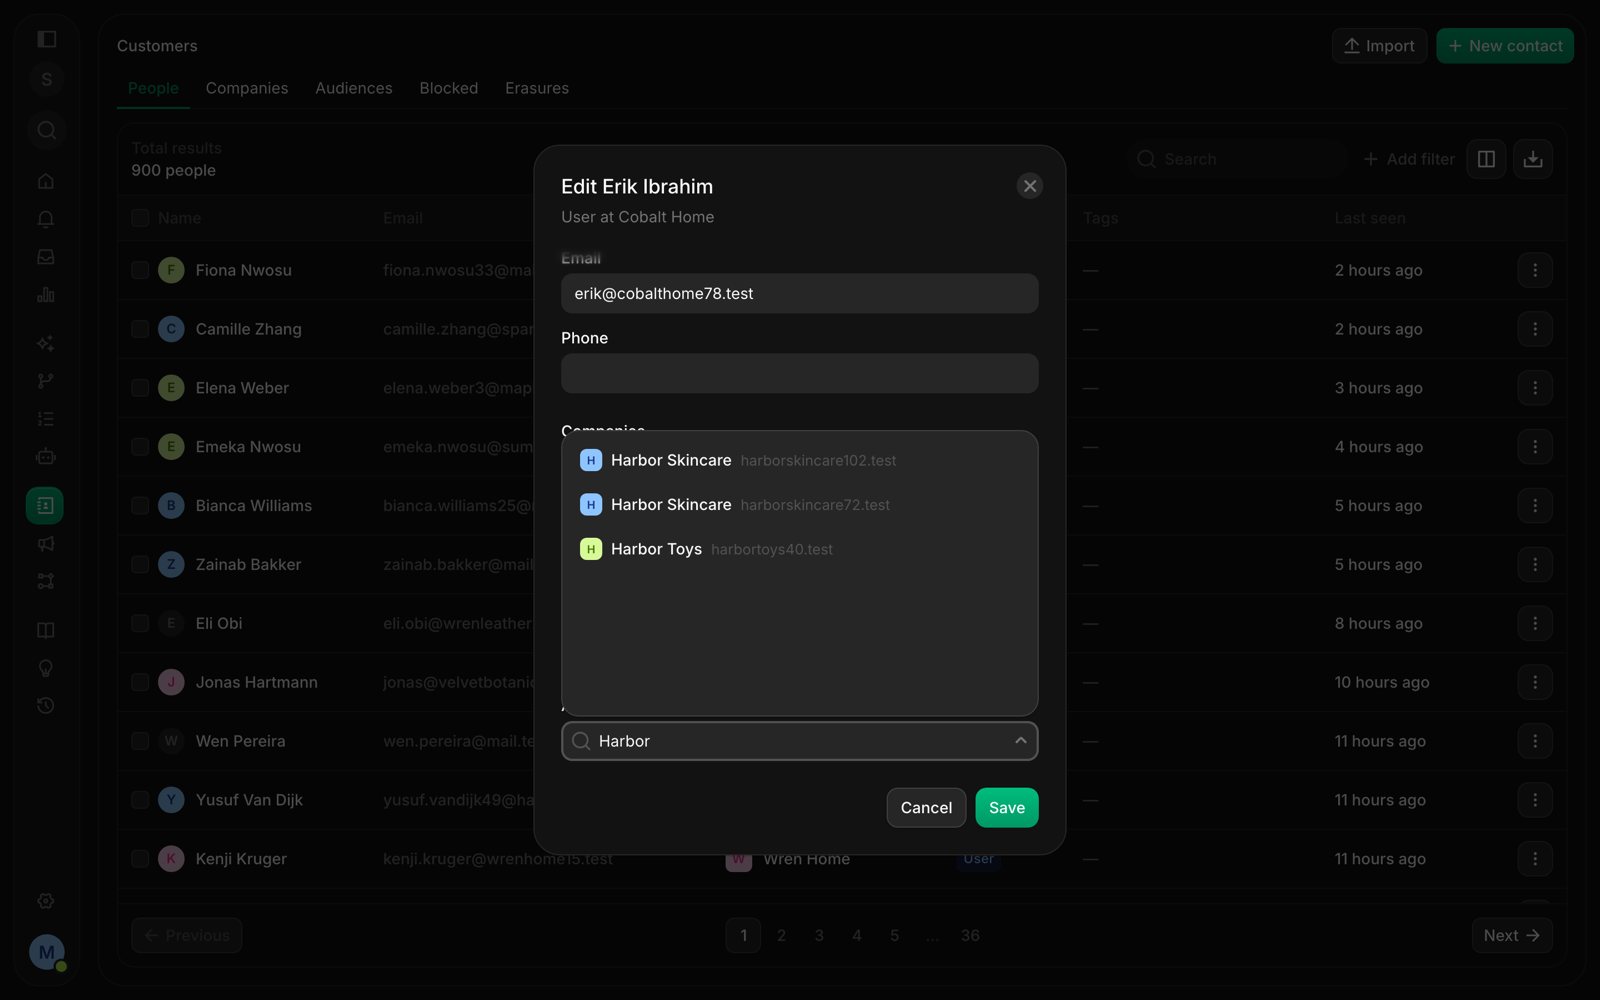 Customers
Import
New contact
People
Companies
Audiences
Blocked
Erasures
S
Total results
900 people
Search
Add filter
Name
Email
Tags
Last seen
F Fiona Nwosu fiona.nwosu33@ma — 2 hours ago
C Camille Zhang camille.zhang@spar — 2 hours ago
E Elena Weber elena.weber3@map — 3 hours ago
E Emeka Nwosu emeka.nwosu@sum — 4 hours ago
B Bianca Williams bianca.williams25@ — 5 hours ago
Z Zainab Bakker zainab.bakker@mail — 5 hours ago
E Eli Obi eli.obi@wrenleather — 8 hours ago
J Jonas Hartmann jonas@velvetbotanic — 10 hours ago
W Wen Pereira wen.pereira@mail.te — 11 hours ago
Y Yusuf Van Dijk yusuf.vandijk49@ha — 11 hours ago
K Kenji Kruger kenji.kruger@wrenhome15.test W Wren Home User — 11 hours ago
M
Previous
1 2 3 4 5 ... 36
Next
Edit Erik Ibrahim
User at Cobalt Home
Email
erik@cobalthome78.test
Phone
Companies
H Harbor Skincare harborskincare102.test
H Harbor Skincare harborskincare72.test
H Harbor Toys harbortoys40.test
Harbor
Cancel
Save